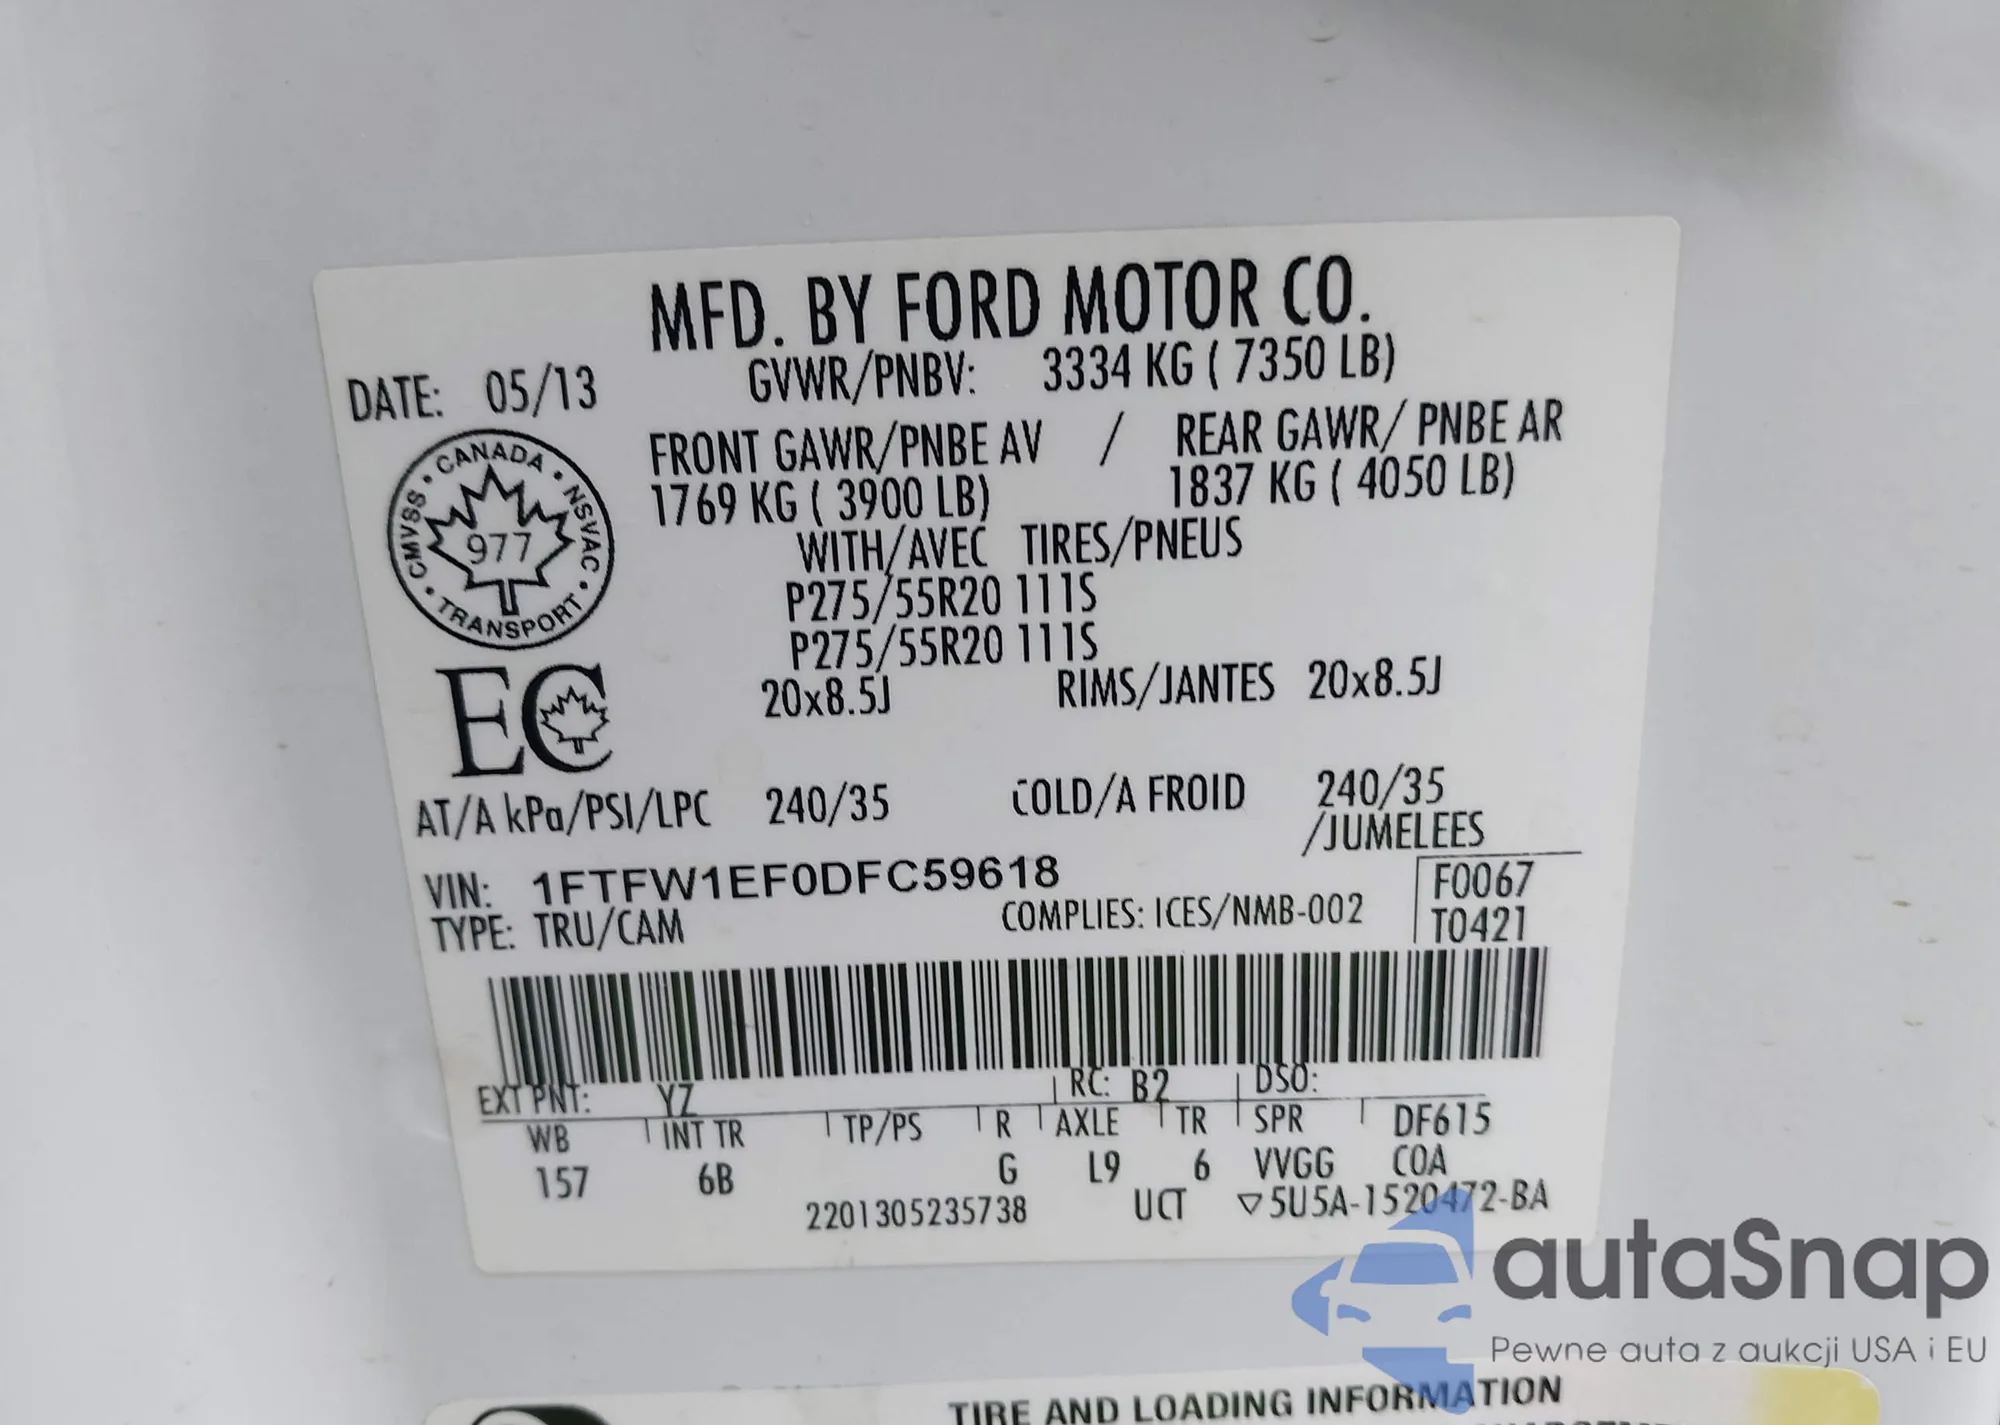 MFD. BY FORD MOTOR CO.
DATE: 05/13
GVWR/PNBV: 3334 KG ( 7350 LB)
FRONT GAWR/PNBE AV / REAR GAWR/ PNBE AR
1769 KG ( 3900 LB) 1837 KG ( 4050 LB)
WITH/AVEC TIRES/PNEUS
P275/55R20 111S
P275/55R20 111S
20x8.5J RIMS/JANTES 20x8.5J
CANADA
CMVSS
NSVAC
977
TRANSPORT
EC
AT/A kPa/PSI/LPC 240/35 COLD/A FROID 240/35
/JUMELEES
VIN: 1FTFW1EF0DFC59618
TYPE: TRU/CAM COMPLIES: ICES/NMB-002
F0067
T0421
EXT PNT: YZ RC: B2 DSO:
WB INT TR TP/PS R AXLE TR SPR DF615
157 6B G L9 6 VVGG COA
2201305235738 UCT ▽5U5A-1520472-BA
autaSnap
Pewne auta z aukcji USA i EU
TIRE AND LOADING INFORMATION